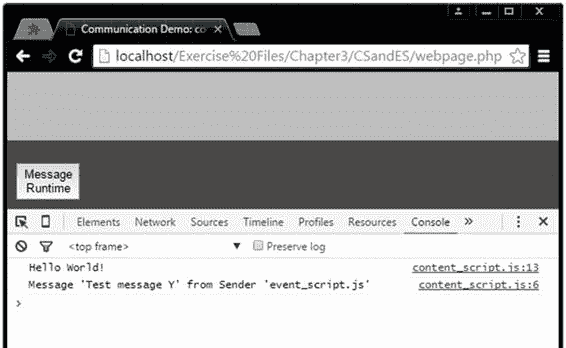 Communication Demo: co
localhost/Exercise%20Files/Chapter3/CSandES/webpage.php
Message
Runtime
Elements Network Sources Timeline Profiles Resources Console »
<top frame> ▼ Preserve log
Hello World! content_script.js:13
Message 'Test message Y' from Sender 'event_script.js' content_script.js:6
>